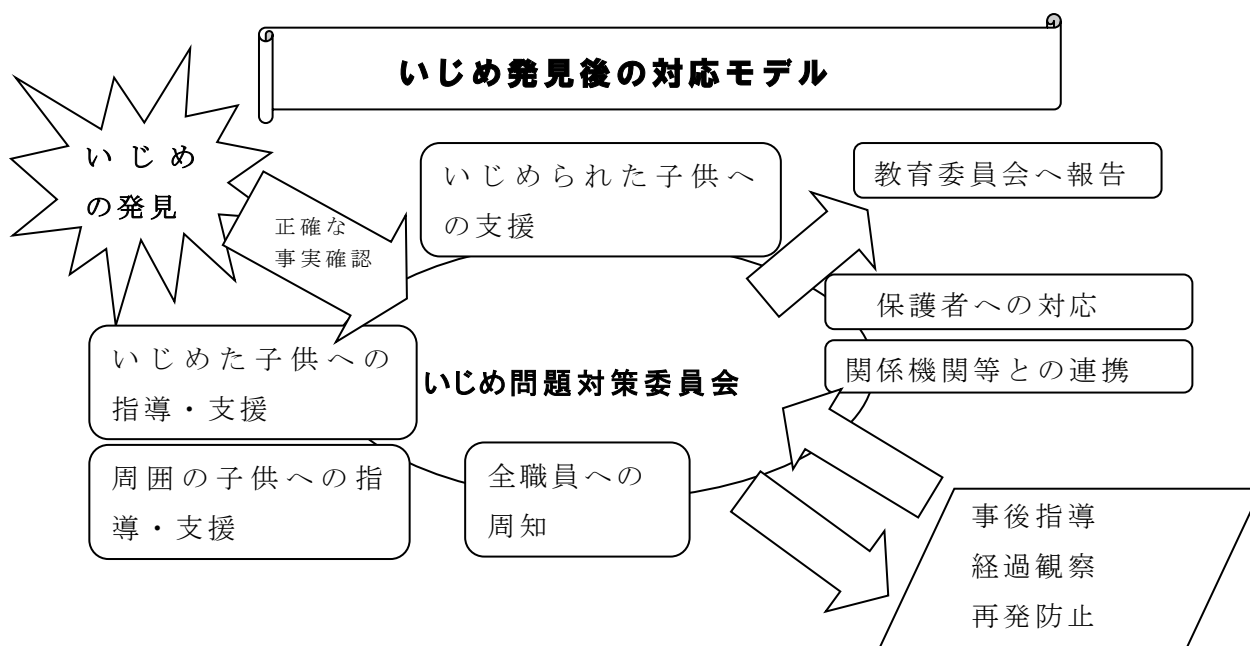 いじめ発見後の対応モデル
いじめ
の発見
正確な
事実確認
いじめられた子供へ
の支援
教育委員会へ報告
保護者への対応
関係機関等との連携
いじめた子供への
指導・支援
いじめ問題対策委員会
周囲の子供への指
導・支援
全職員への
周知
事後指導
経過観察
再発防止